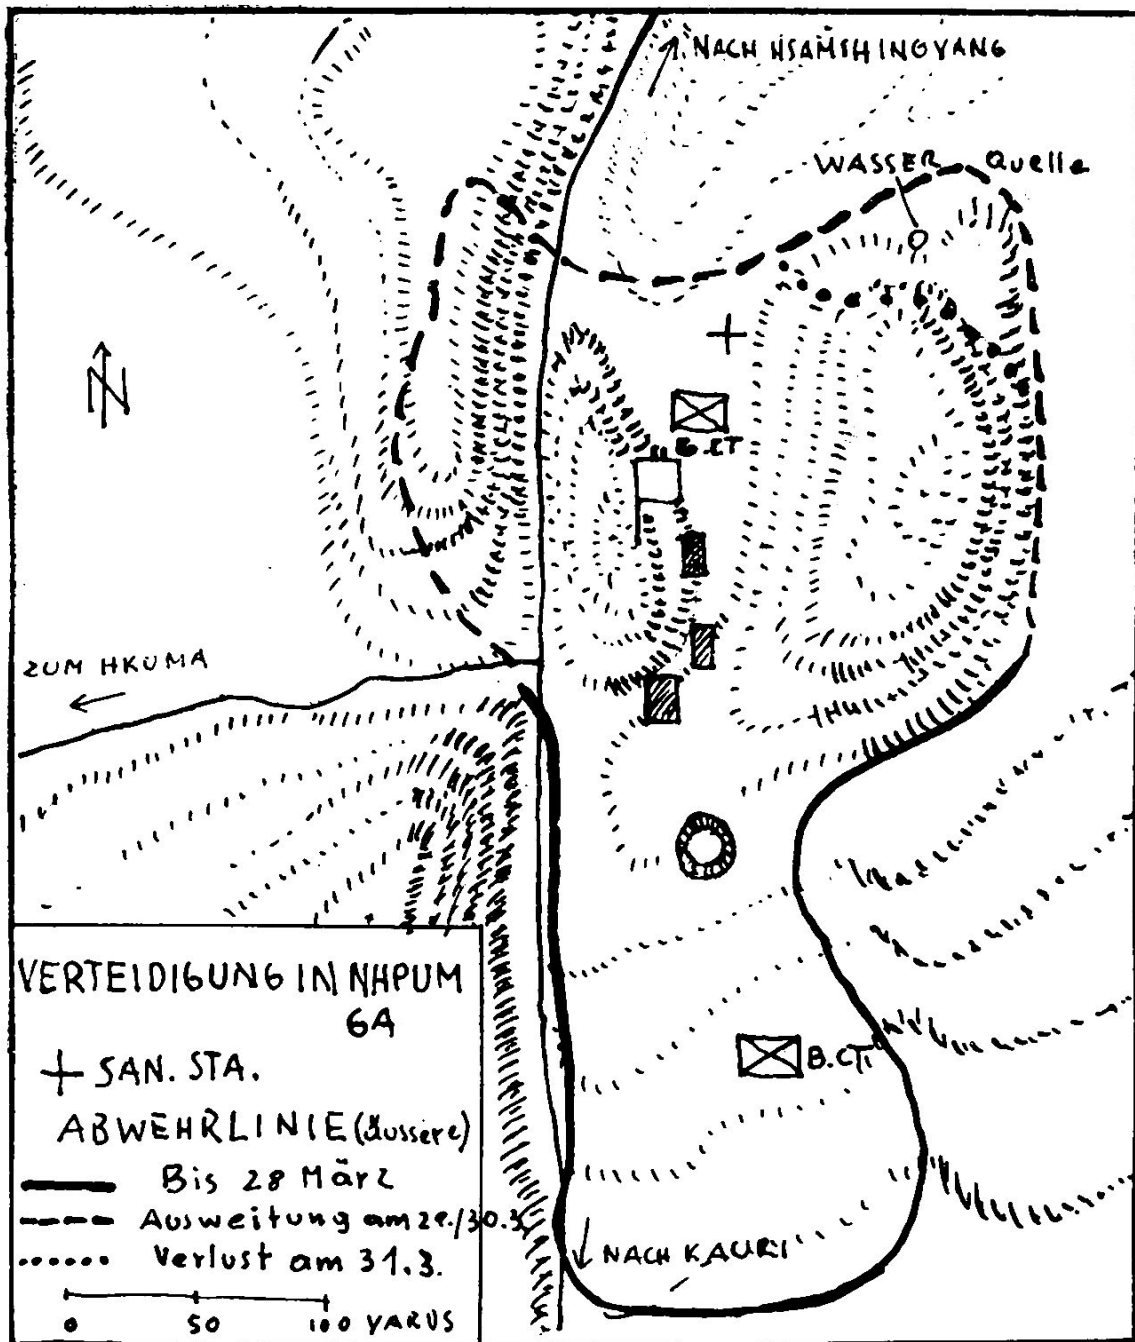 NACH HSAMSHINGYANG
WASSER Quelle
N
B.CT
ZUM HKUMA
B.CT.
NACH KAURI
VERTEIDIGUNG IN NHPUM
GA
SAN. STA.
ABWEHRLINIE (äussere)
Bis 28 März
Ausweitung am 29./30.3.
Verlust am 31.3.
0 50 100 YARDS